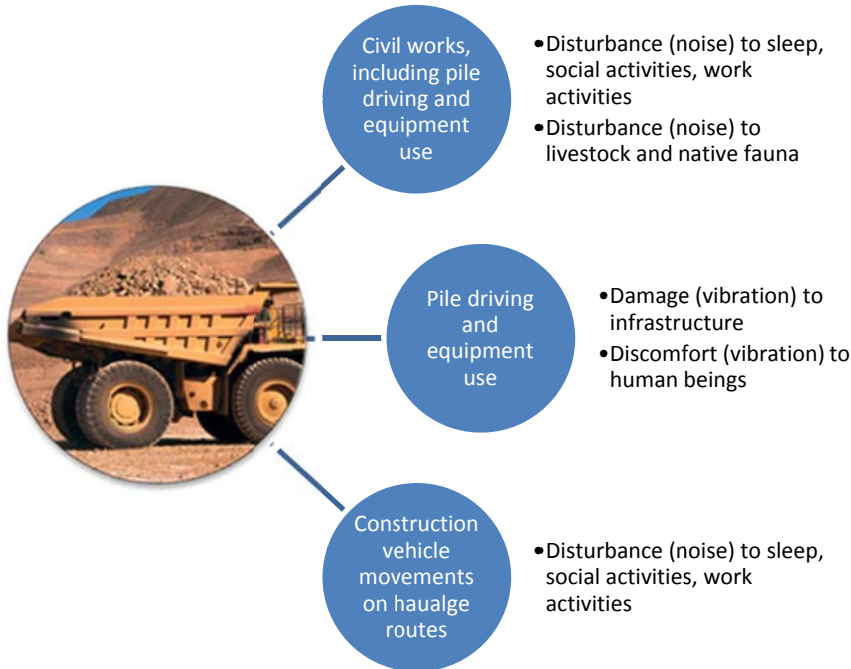 Civil works,
including pile
driving and
equipment
use
•Disturbance (noise) to sleep,
social activities, work
activities
•Disturbance (noise) to
livestock and native fauna
Pile driving
and
equipment
use
•Damage (vibration) to
infrastructure
•Discomfort (vibration) to
human beings
Construction
vehicle
movements
on haualge
routes
•Disturbance (noise) to sleep,
social activities, work
activities